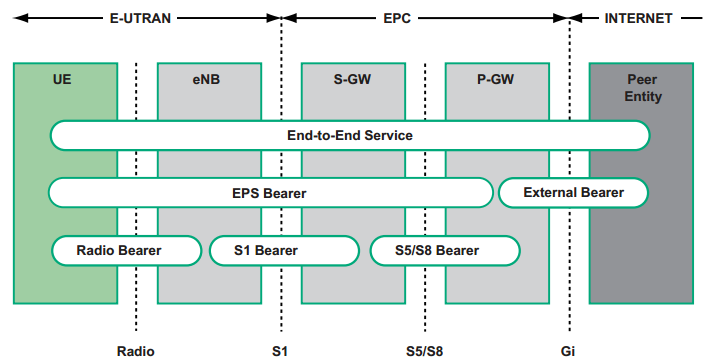 E-UTRAN EPC INTERNET
UE eNB S-GW P-GW Peer
Entity
End-to-End Service
EPS Bearer External Bearer
Radio Bearer S1 Bearer S5/S8 Bearer
Radio S1 S5/S8 Gi